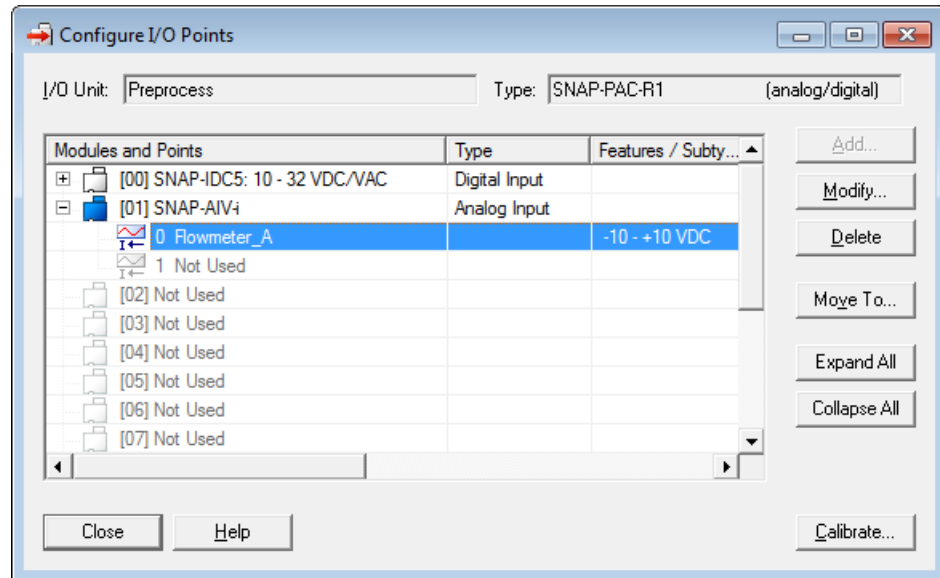 Configure I/O Points
I/O Unit: Preprocess Type: SNAP-PAC-R1 (analog/digital)
Modules and Points Type Features / Subty...
[00] SNAP-IDC5: 10 - 32 VDC/VAC Digital Input
[01] SNAP-AIV-i Analog Input
0 Flowmeter_A -10 - +10 VDC
1 Not Used
[02] Not Used
[03] Not Used
[04] Not Used
[05] Not Used
[06] Not Used
[07] Not Used
Add...
Modify...
Delete
Move To...
Expand All
Collapse All
Close Help Calibrate...